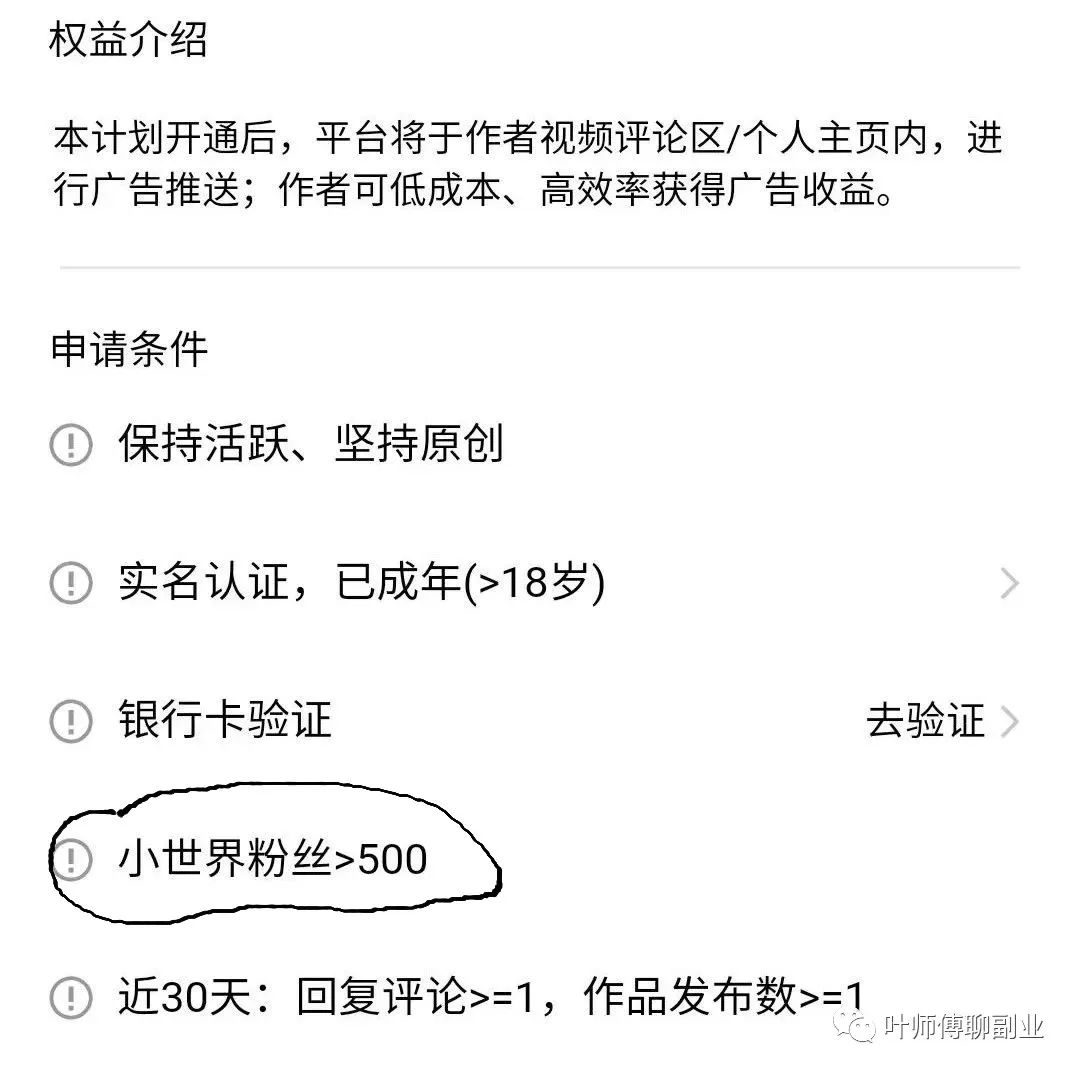 权益介绍
本计划开通后，平台将于作者视频评论区/个人主页内，进
行广告推送；作者可低成本、高效率获得广告收益。
申请条件
保持活跃、坚持原创
实名认证，已成年(>18岁)
银行卡验证 去验证
小世界粉丝>500
近30天：回复评论>=1，作品发布数>=1
叶师傅聊副业